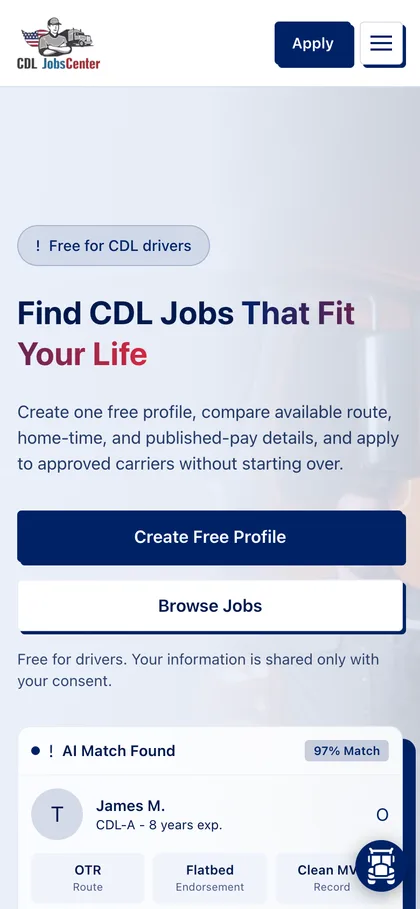 CDL JobsCenter
Apply
! Free for CDL drivers
Find CDL Jobs That Fit
Your Life
Create one free profile, compare available route,
home-time, and published-pay details, and apply
to approved carriers without starting over.
Create Free Profile
Browse Jobs
Free for drivers. Your information is shared only with
your consent.
! AI Match Found
97% Match
T
James M.
O
CDL-A - 8 years exp.
OTR
Flatbed
Clean MV
Route
Endorsement
Record